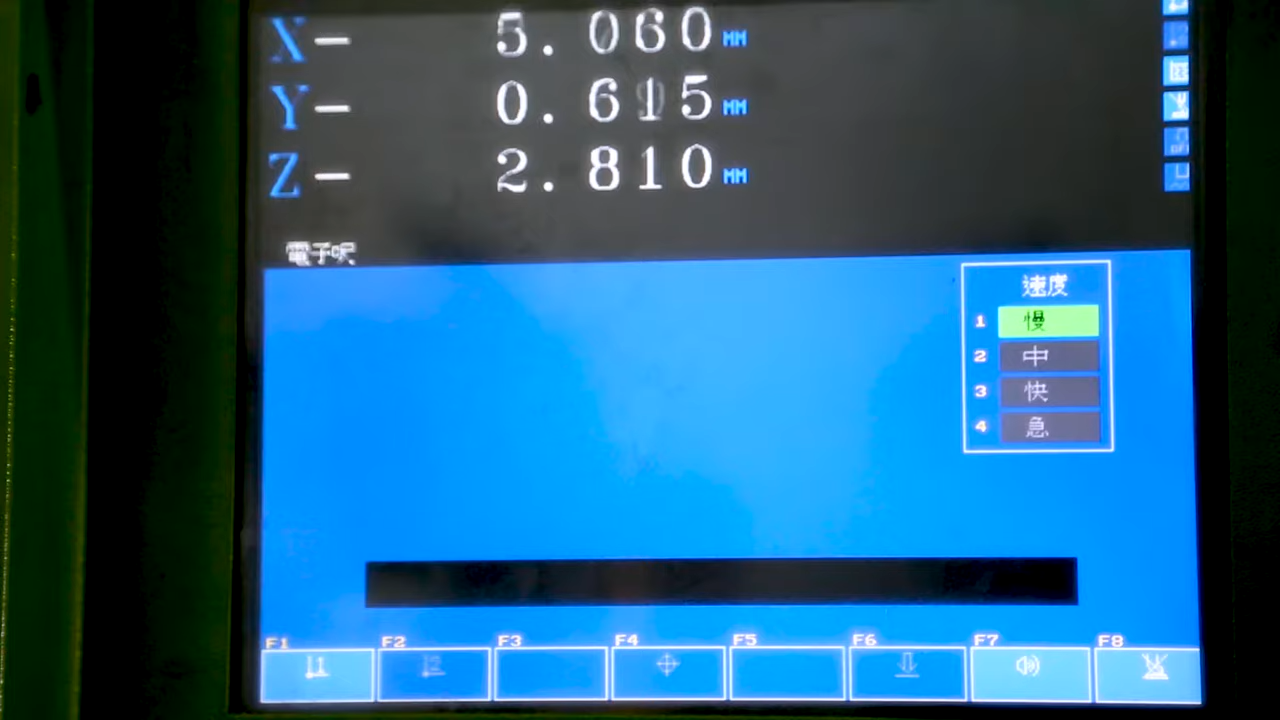 X - 5.060 MM
Y - 0.615 MM
Z - 2.810 MM
電子呎
速度
1 慢
2 中
3 快
4 急
F1 F2 F3 F4 F5 F6 F7 F8